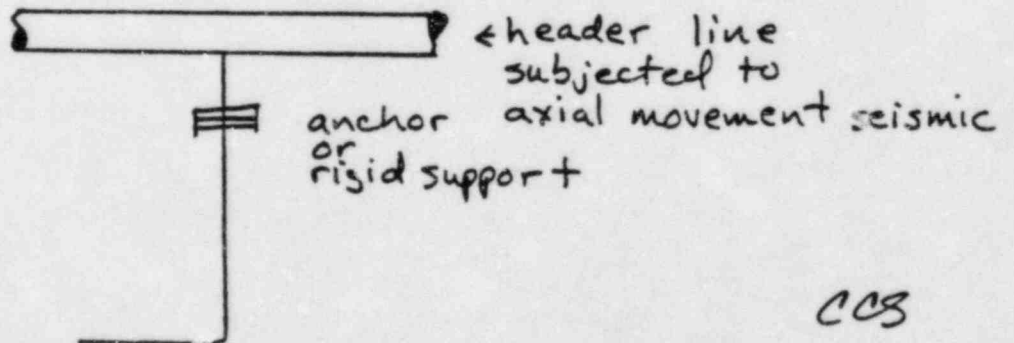 ←header line
subjected to
axial movement seismic
anchor
or
rigid support
CCS